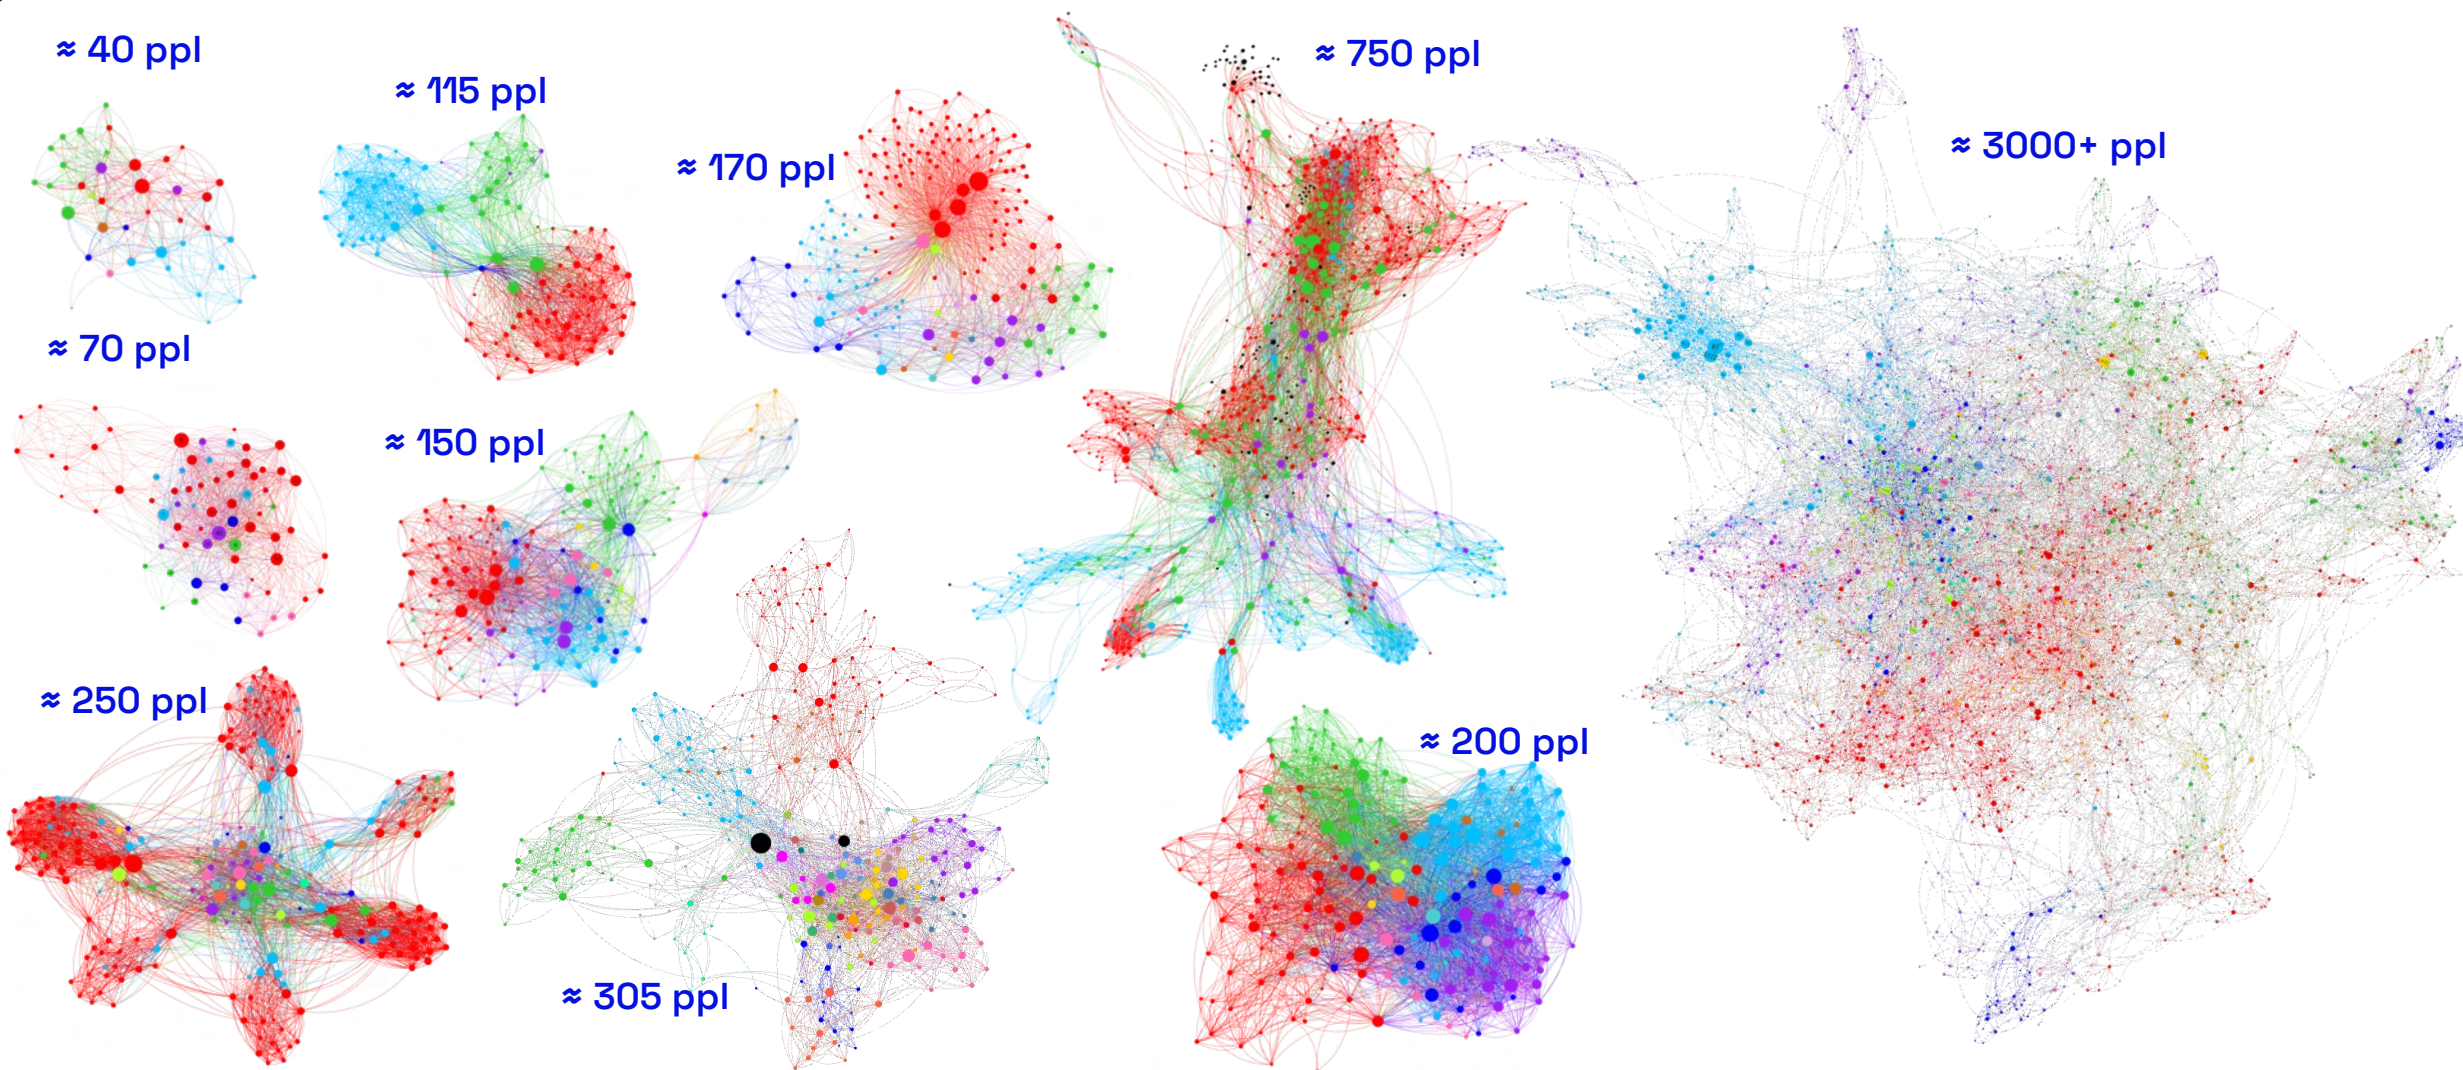 ≈ 40 ppl
≈ 115 ppl
≈ 170 ppl
≈ 750 ppl
≈ 3000+ ppl
≈ 70 ppl
≈ 150 ppl
≈ 250 ppl
≈ 305 ppl
≈ 200 ppl